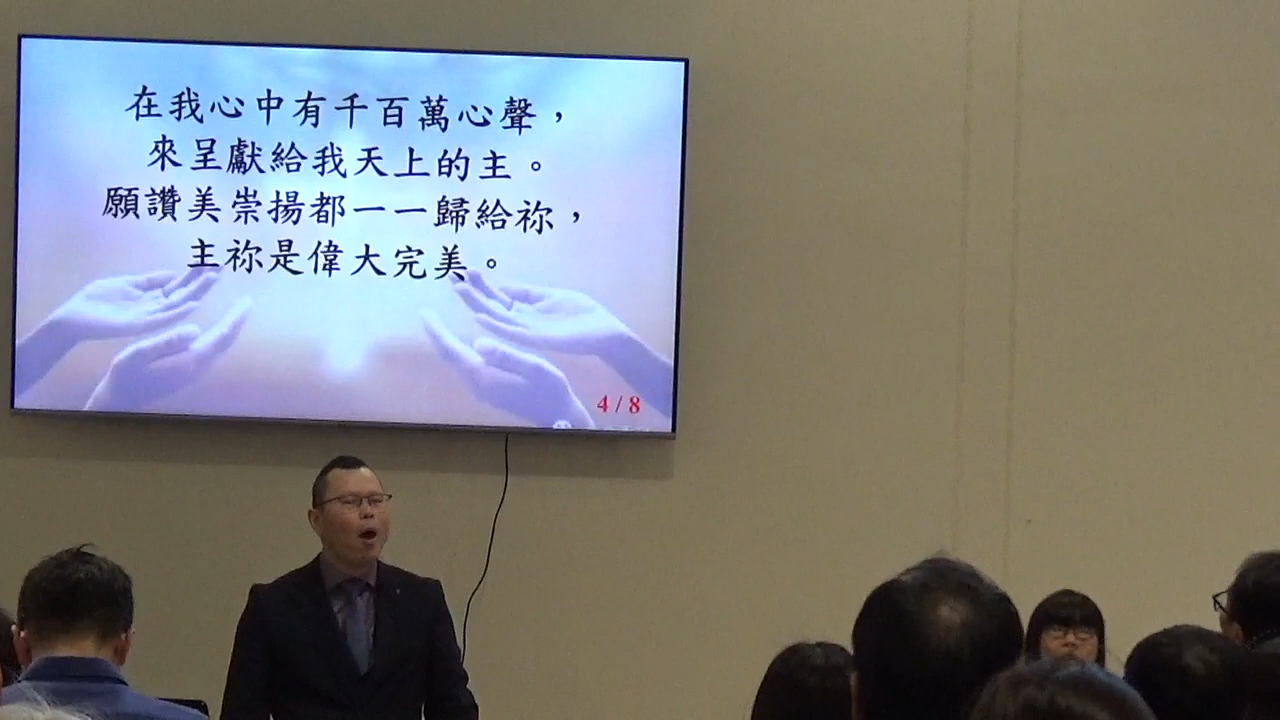 在我心中有千百萬心聲，
來呈獻給我天上的主。
願讚美崇揚都一一歸給祢，
主祢是偉大完美。
4/8